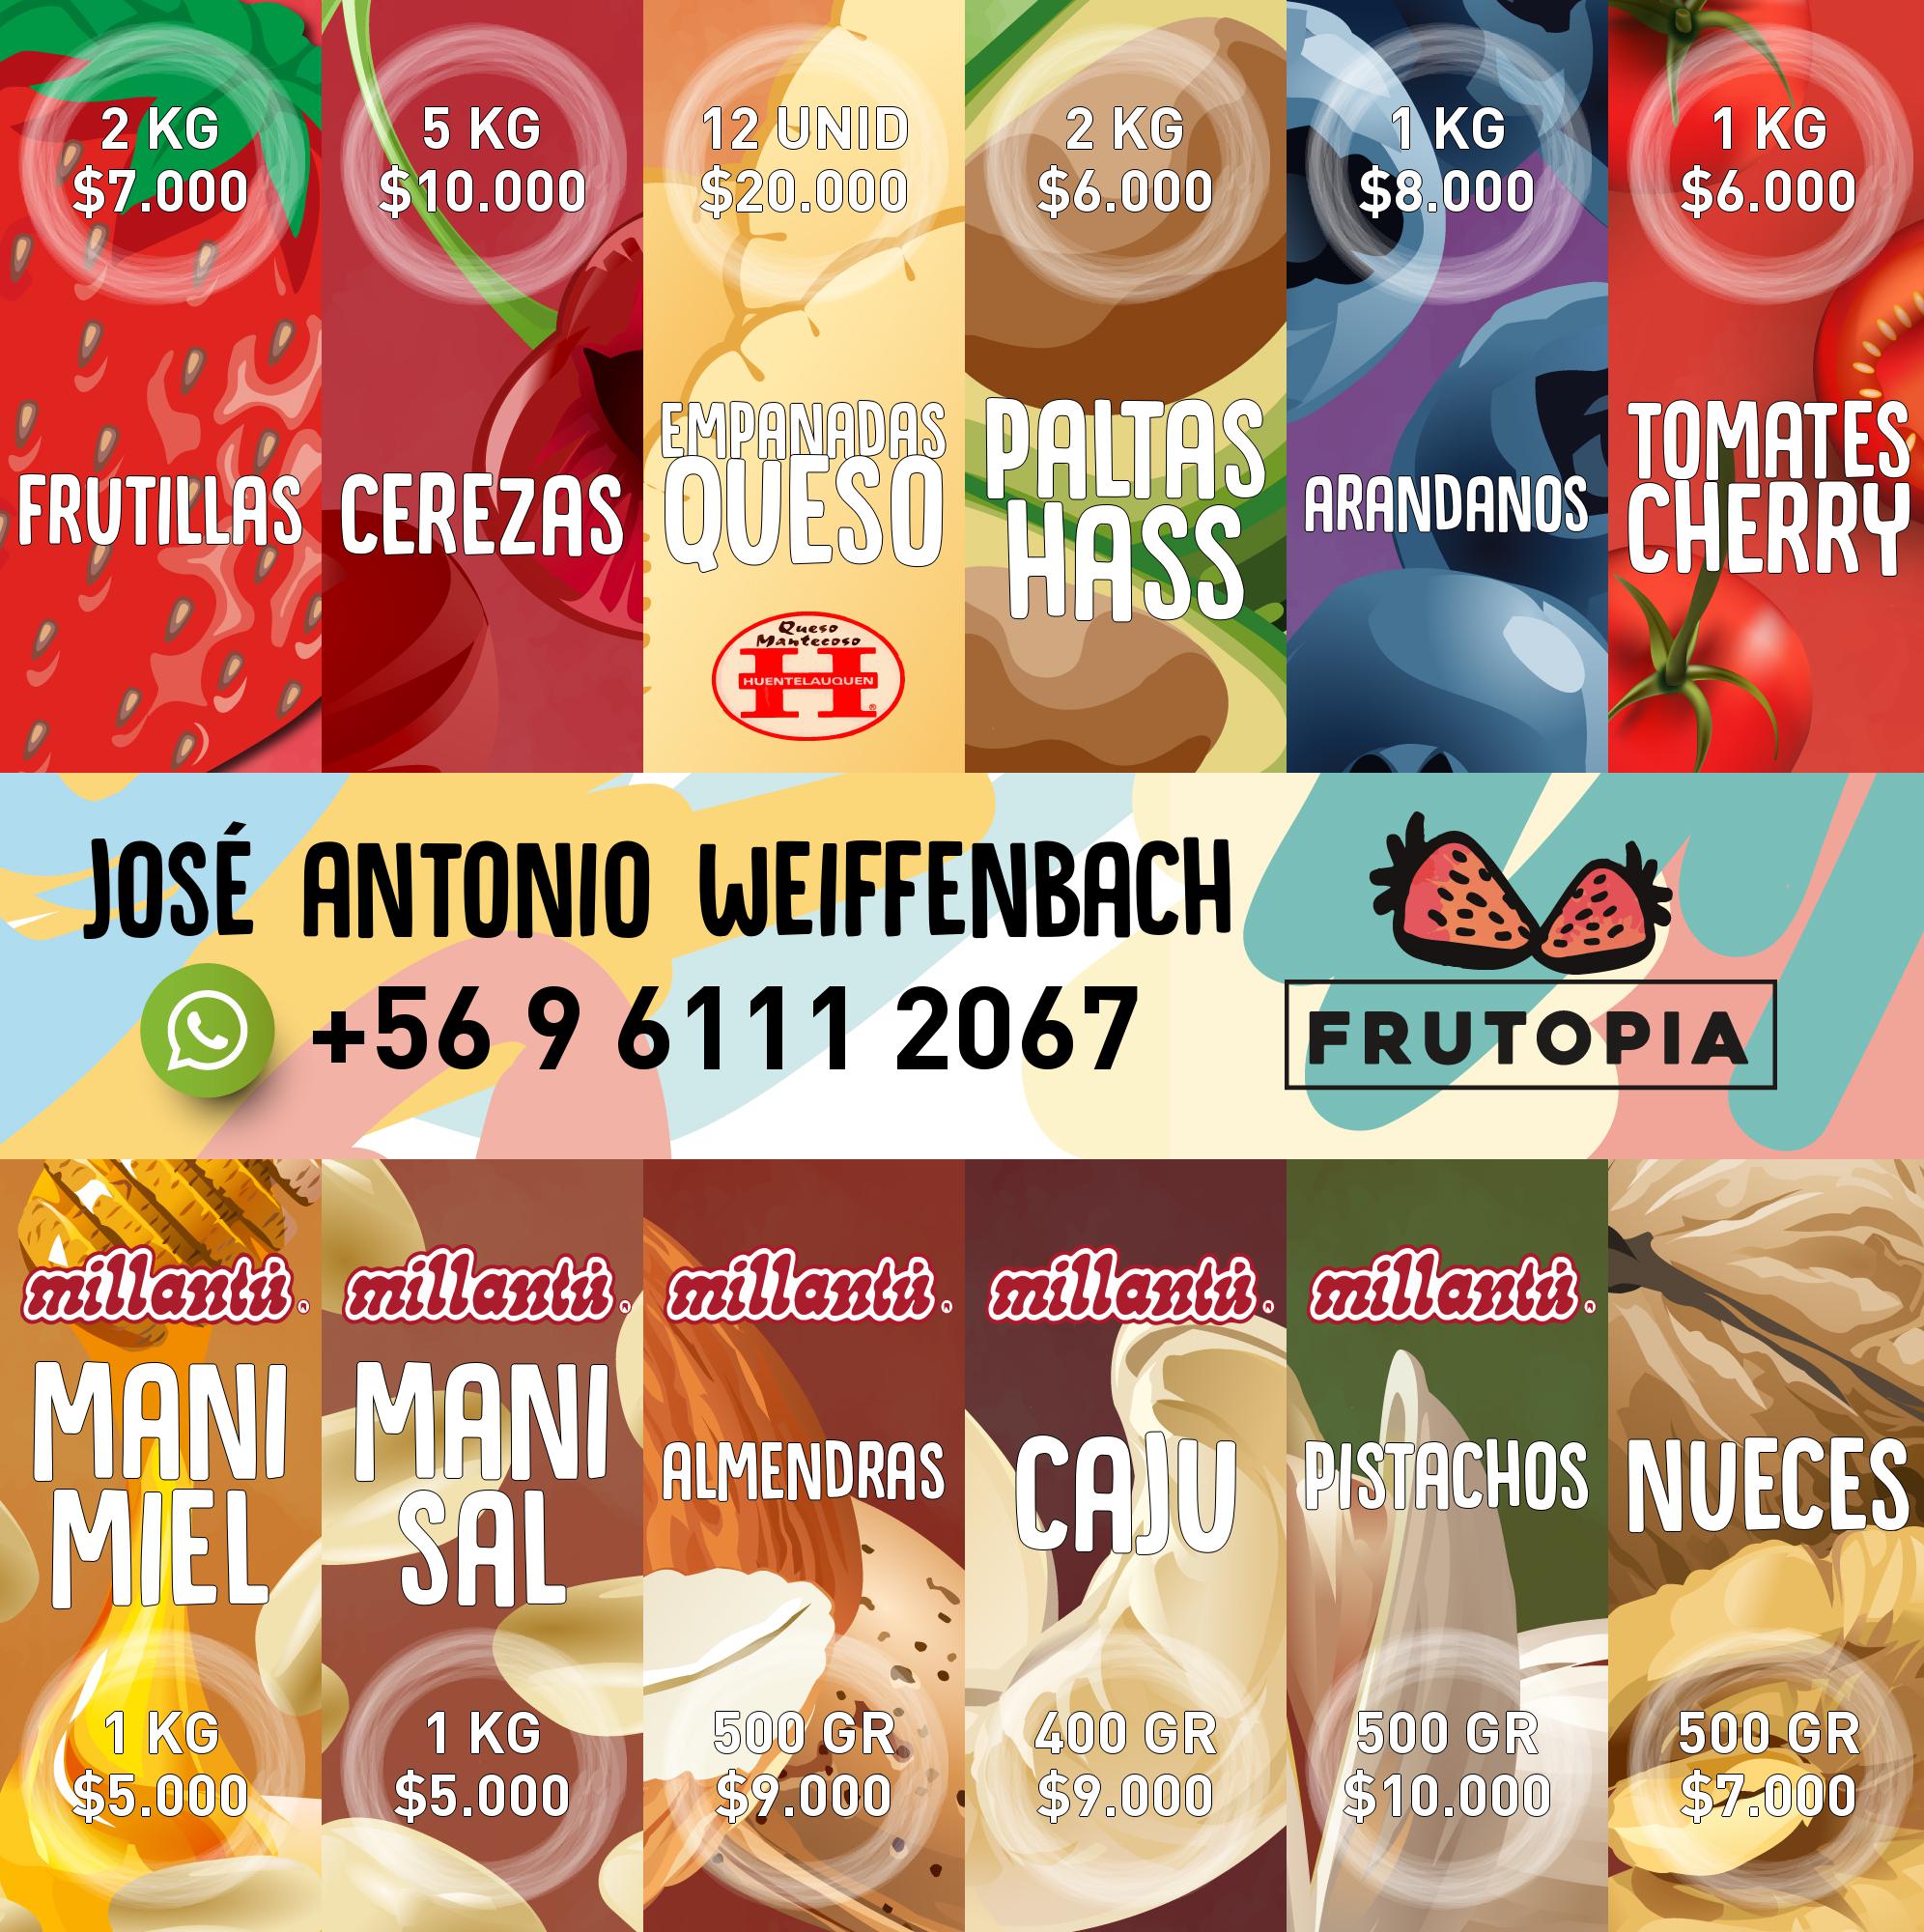 2 KG
$7.000
FRUTILLAS
5 KG
$10.000
CEREZAS
12 UNID
$20.000
EMPANADAS
QUESO
Queso
Mantecoso
H
HUENTELAUQUEN
®
2 KG
$6.000
PALTAS
HASS
1 KG
$8.000
ARANDANOS
1 KG
$6.000
TOMATES
CHERRY
JOSÉ ANTONIO WEIFFENBACH
+56 9 6111 2067
FRUTOPIA
millantú ®
MANI
MIEL
1 KG
$5.000
millantú ®
MANI
SAL
1 KG
$5.000
millantú ®
ALMENDRAS
500 GR
$9.000
millantú ®
CAJU
400 GR
$9.000
millantú ®
PISTACHOS
500 GR
$10.000
NUECES
500 GR
$7.000